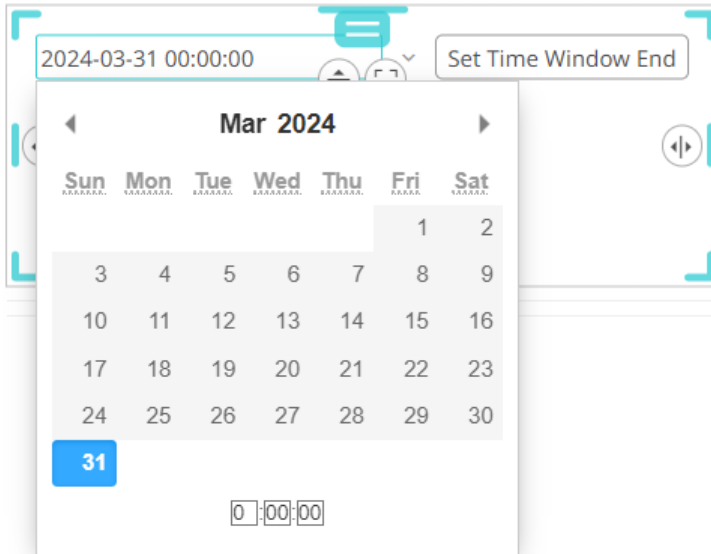 2024-03-31 00:00:00 Set Time Window End
Mar 2024
Sun Mon Tue Wed Thu Fri Sat
1 2
3 4 5 6 7 8 9
10 11 12 13 14 15 16
17 18 19 20 21 22 23
24 25 26 27 28 29 30
31
0 :00:00